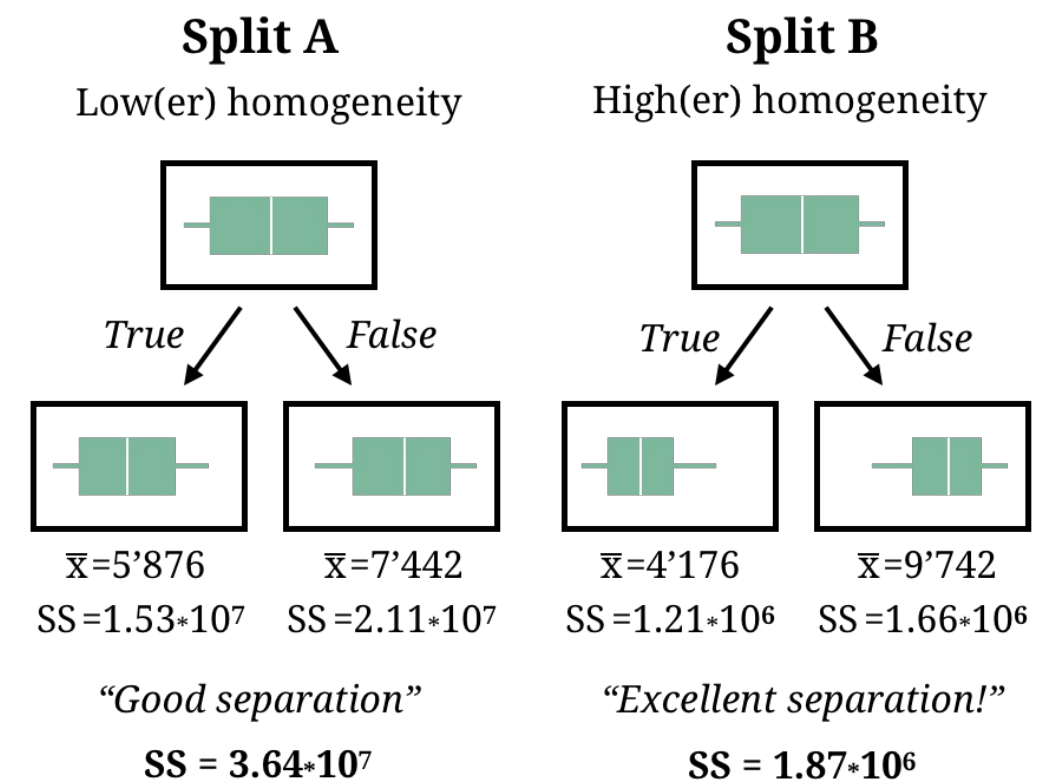 Split A
Low(er) homogeneity
True
False
x̅=5’876
x̅=7’442
SS=1.53*10⁷
SS=2.11*10⁷
“Good separation”
SS = 3.64*10⁷
Split B
High(er) homogeneity
True
False
x̅=4’176
x̅=9’742
SS=1.21*10⁶
SS=1.66*10⁶
“Excellent separation!”
SS = 1.87*10⁶